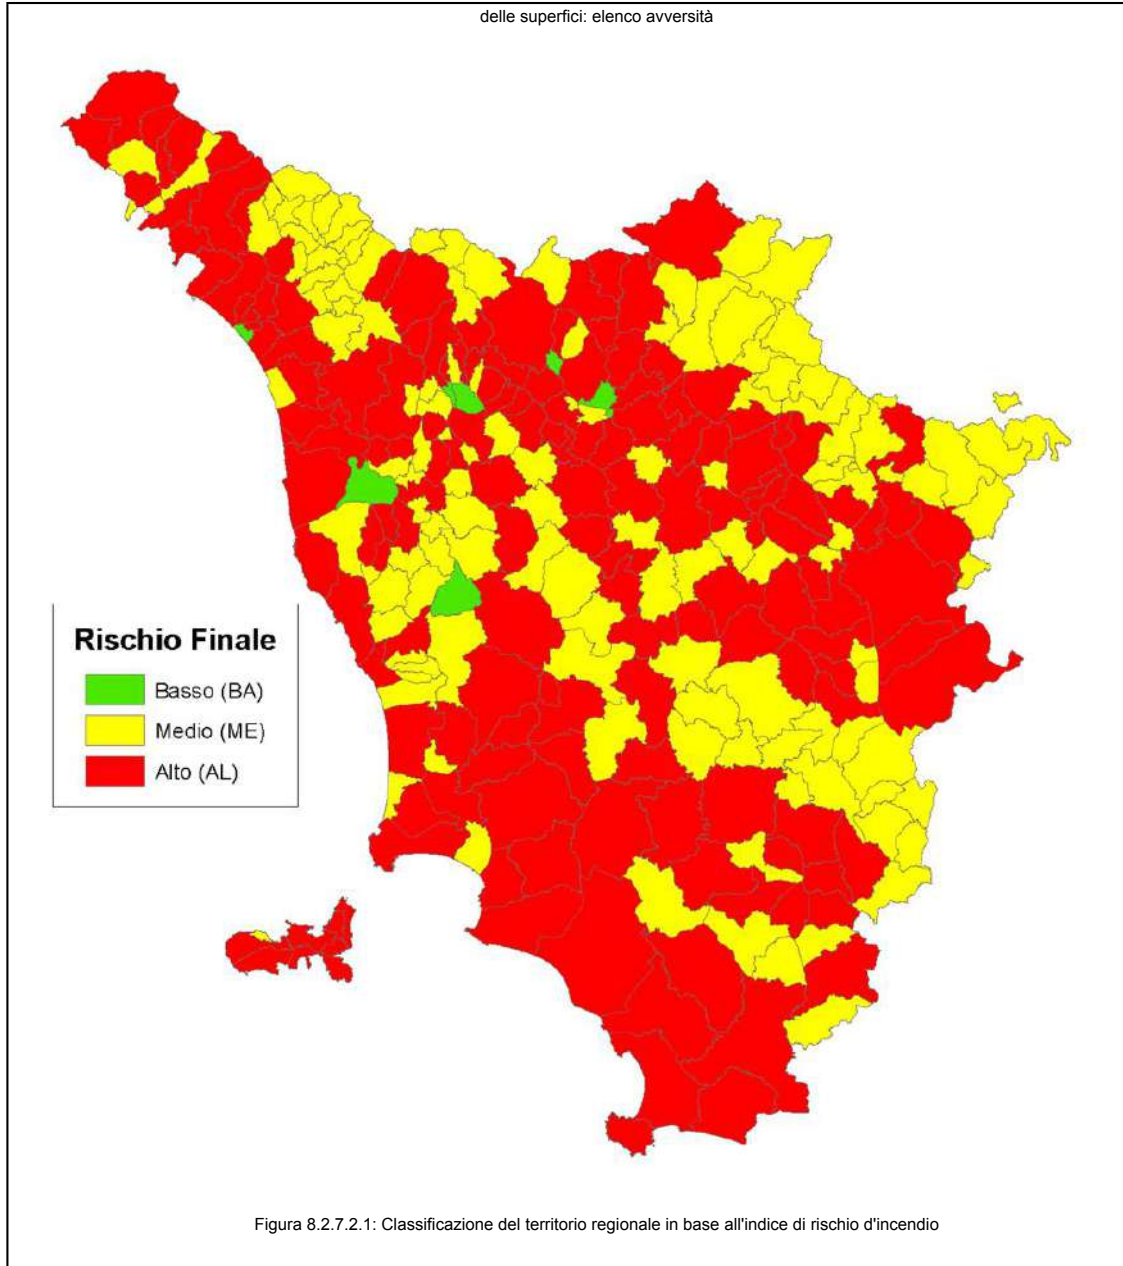 delle superfici: elenco avversità
Rischio Finale
Basso (BA)
Medio (ME)
Alto (AL)
Figura 8.2.7.2.1: Classificazione del territorio regionale in base all'indice di rischio d'incendio